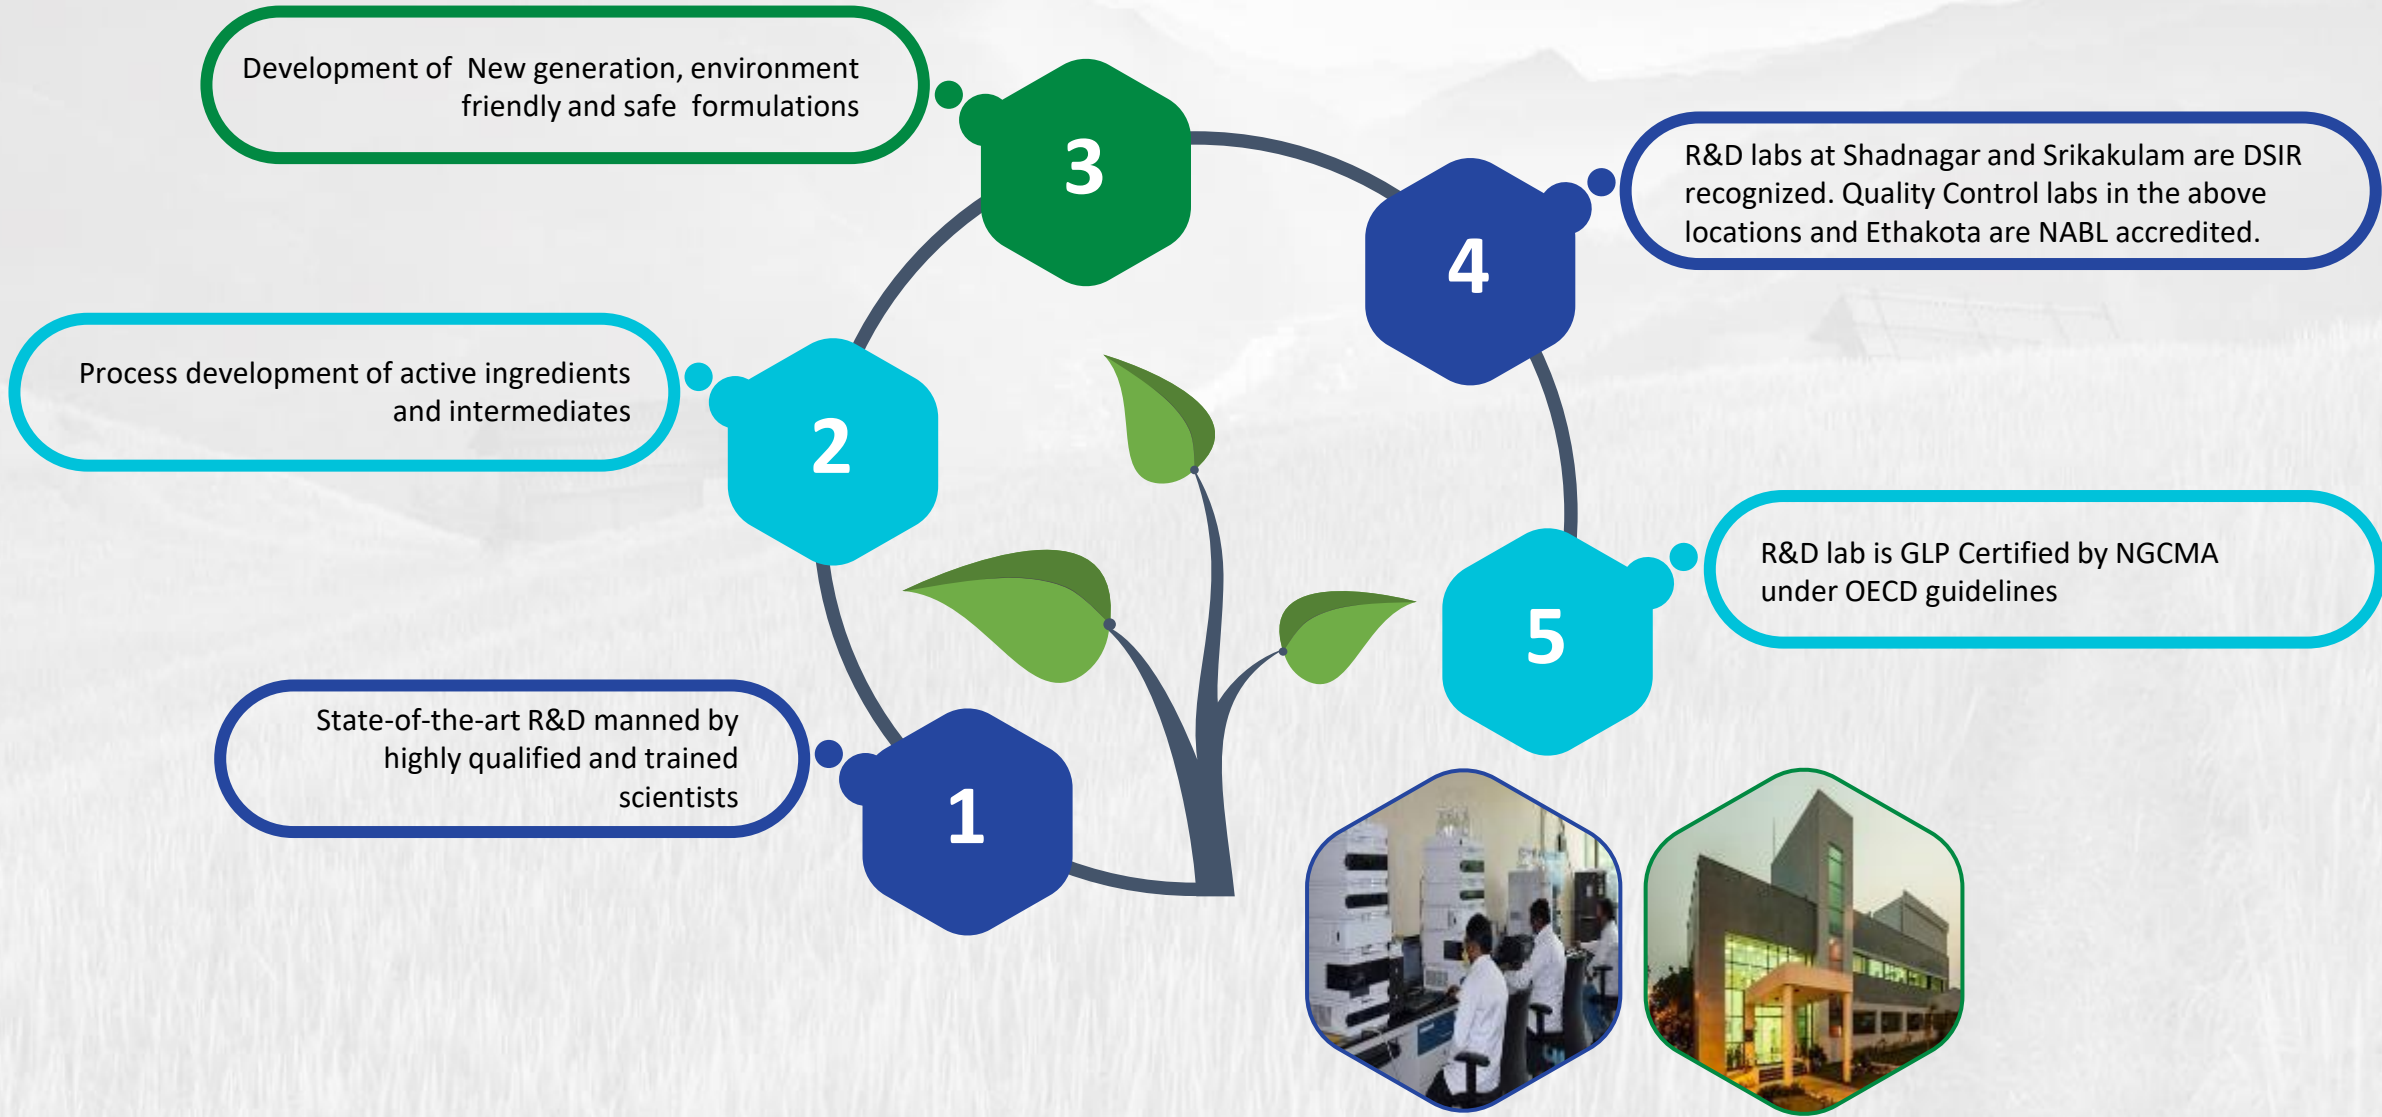 1
State-of-the-art R&D manned by
highly qualified and trained
scientists
2
Process development of active ingredients
and intermediates
3
Development of  New generation, environment
friendly and safe  formulations
4
R&D labs at Shadnagar and Srikakulam are DSIR
recognized. Quality Control labs in the above
locations and Ethakota are NABL accredited.
5
R&D lab is GLP Certified by NGCMA
under OECD guidelines